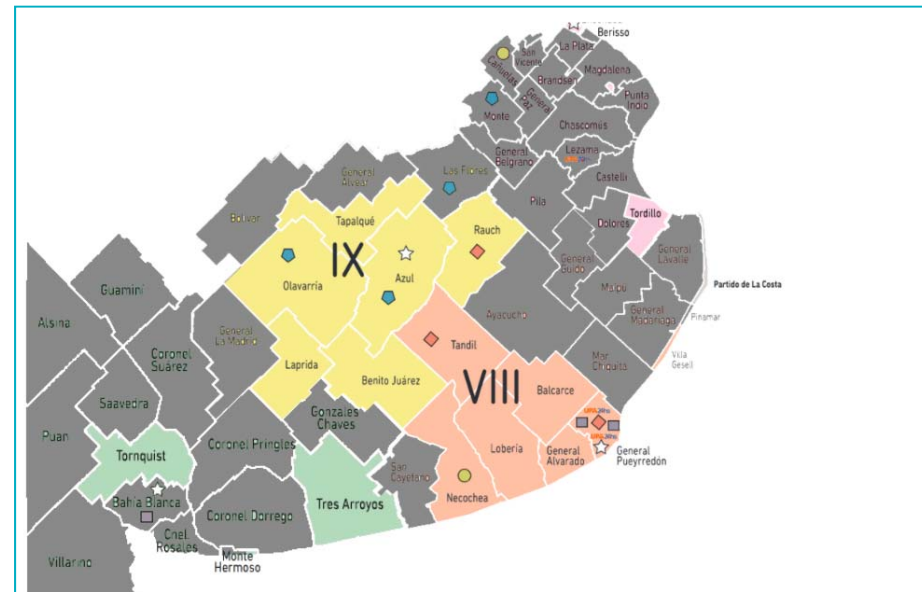 Berisso
La Plata
San
Vicente
Cañuelas
Brandsen
Magdalena
General
Paz
Punta
Indio
Monte
Chascomús
General
Belgrano
Lezama
Las Flores
General
Alvear
Castelli
Pila
Tordillo
Dolores
Bolívar
Tapalqué
Rauch
General
Lavalle
IX
Azul
General
Guido
Olavarría
Partido de La Costa
Guaminí
Maipú
General
Madariaga
Pinamar
Alsina
Ayacucho
General
La Madrid
Villa
Gesell
Coronel
Suárez
Tandil
Mar
Chiquita
Laprida
Benito Juárez
VIII
Balcarce
Saavedra
Gonzales
Chaves
Puan
Coronel Pringles
Tornquist
Lobería
General
Alvarado
General
Pueyrredón
San
Cayetano
Necochea
Bahía Blanca
Tres Arroyos
Coronel Dorrego
Cnel.
Rosales
Monte
Hermoso
Villarino